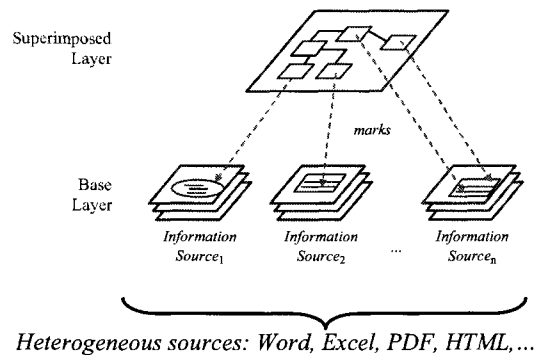 Superimposed
Layer
marks
Base
Layer
Information
Source1
Information
Source2
...
Information
Sourcen
Heterogeneous sources: Word, Excel, PDF, HTML,...